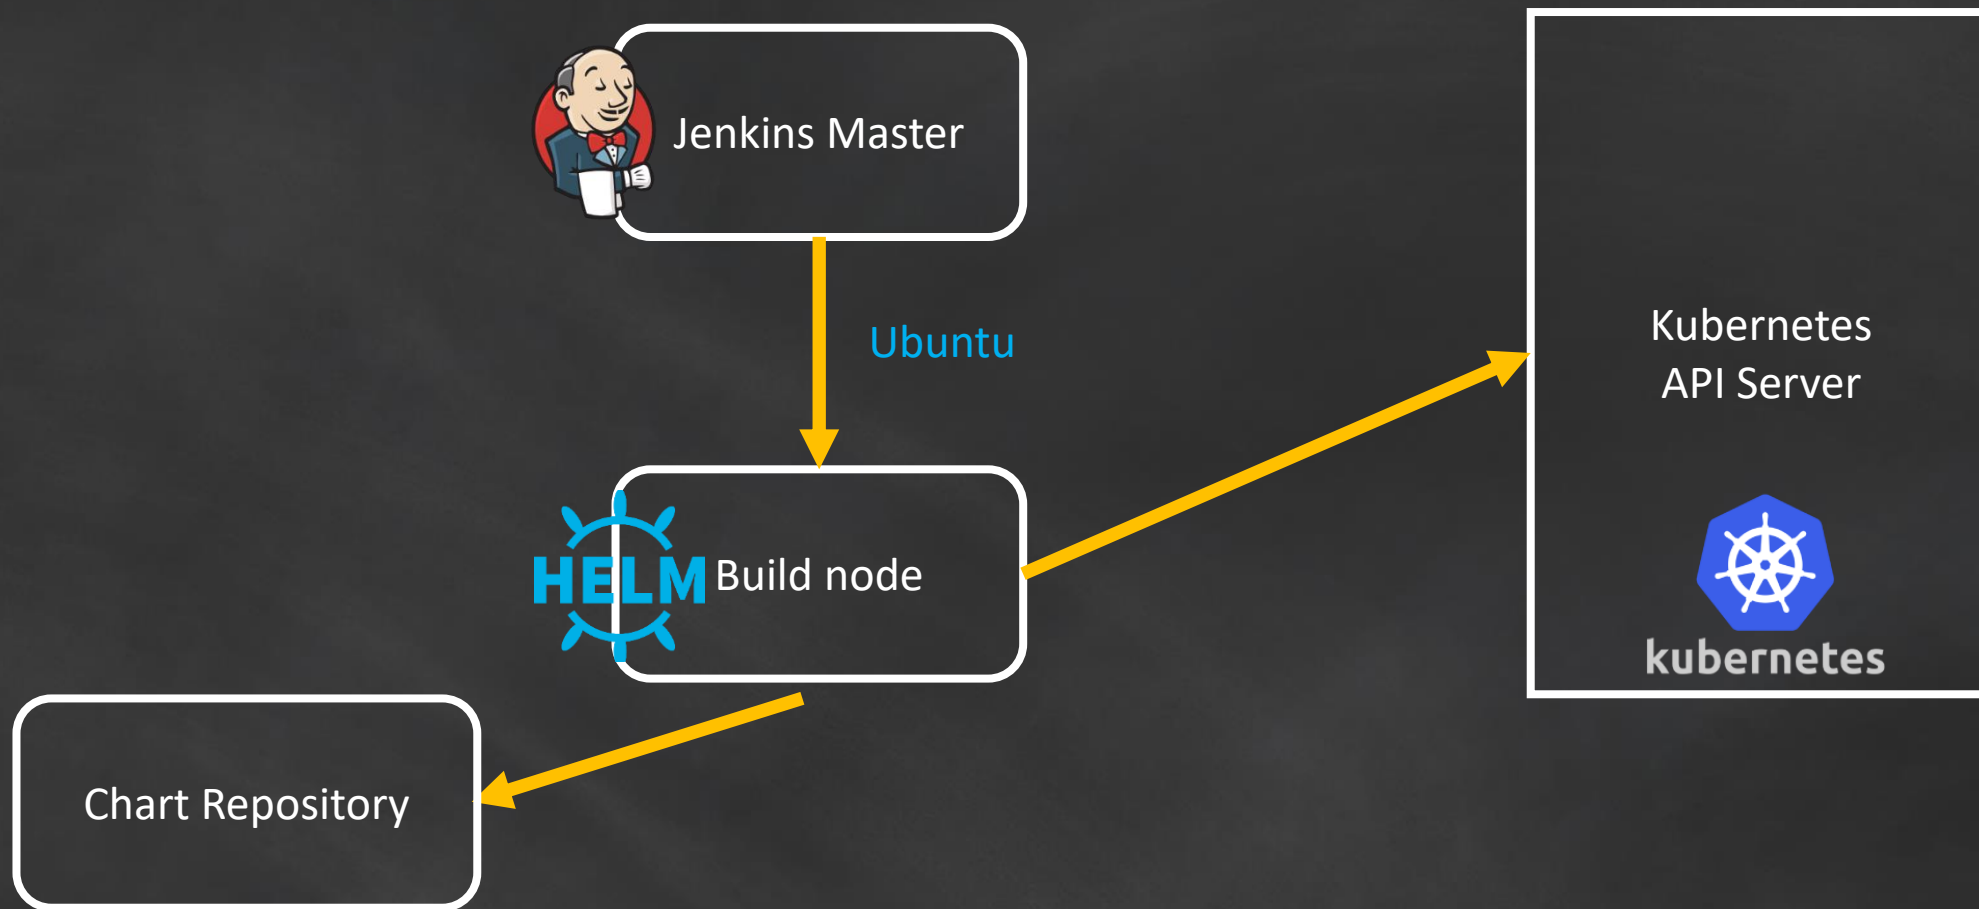 Jenkins Master
Ubuntu
Kubernetes
API Server
HELM
Build node
kubernetes
Chart Repository